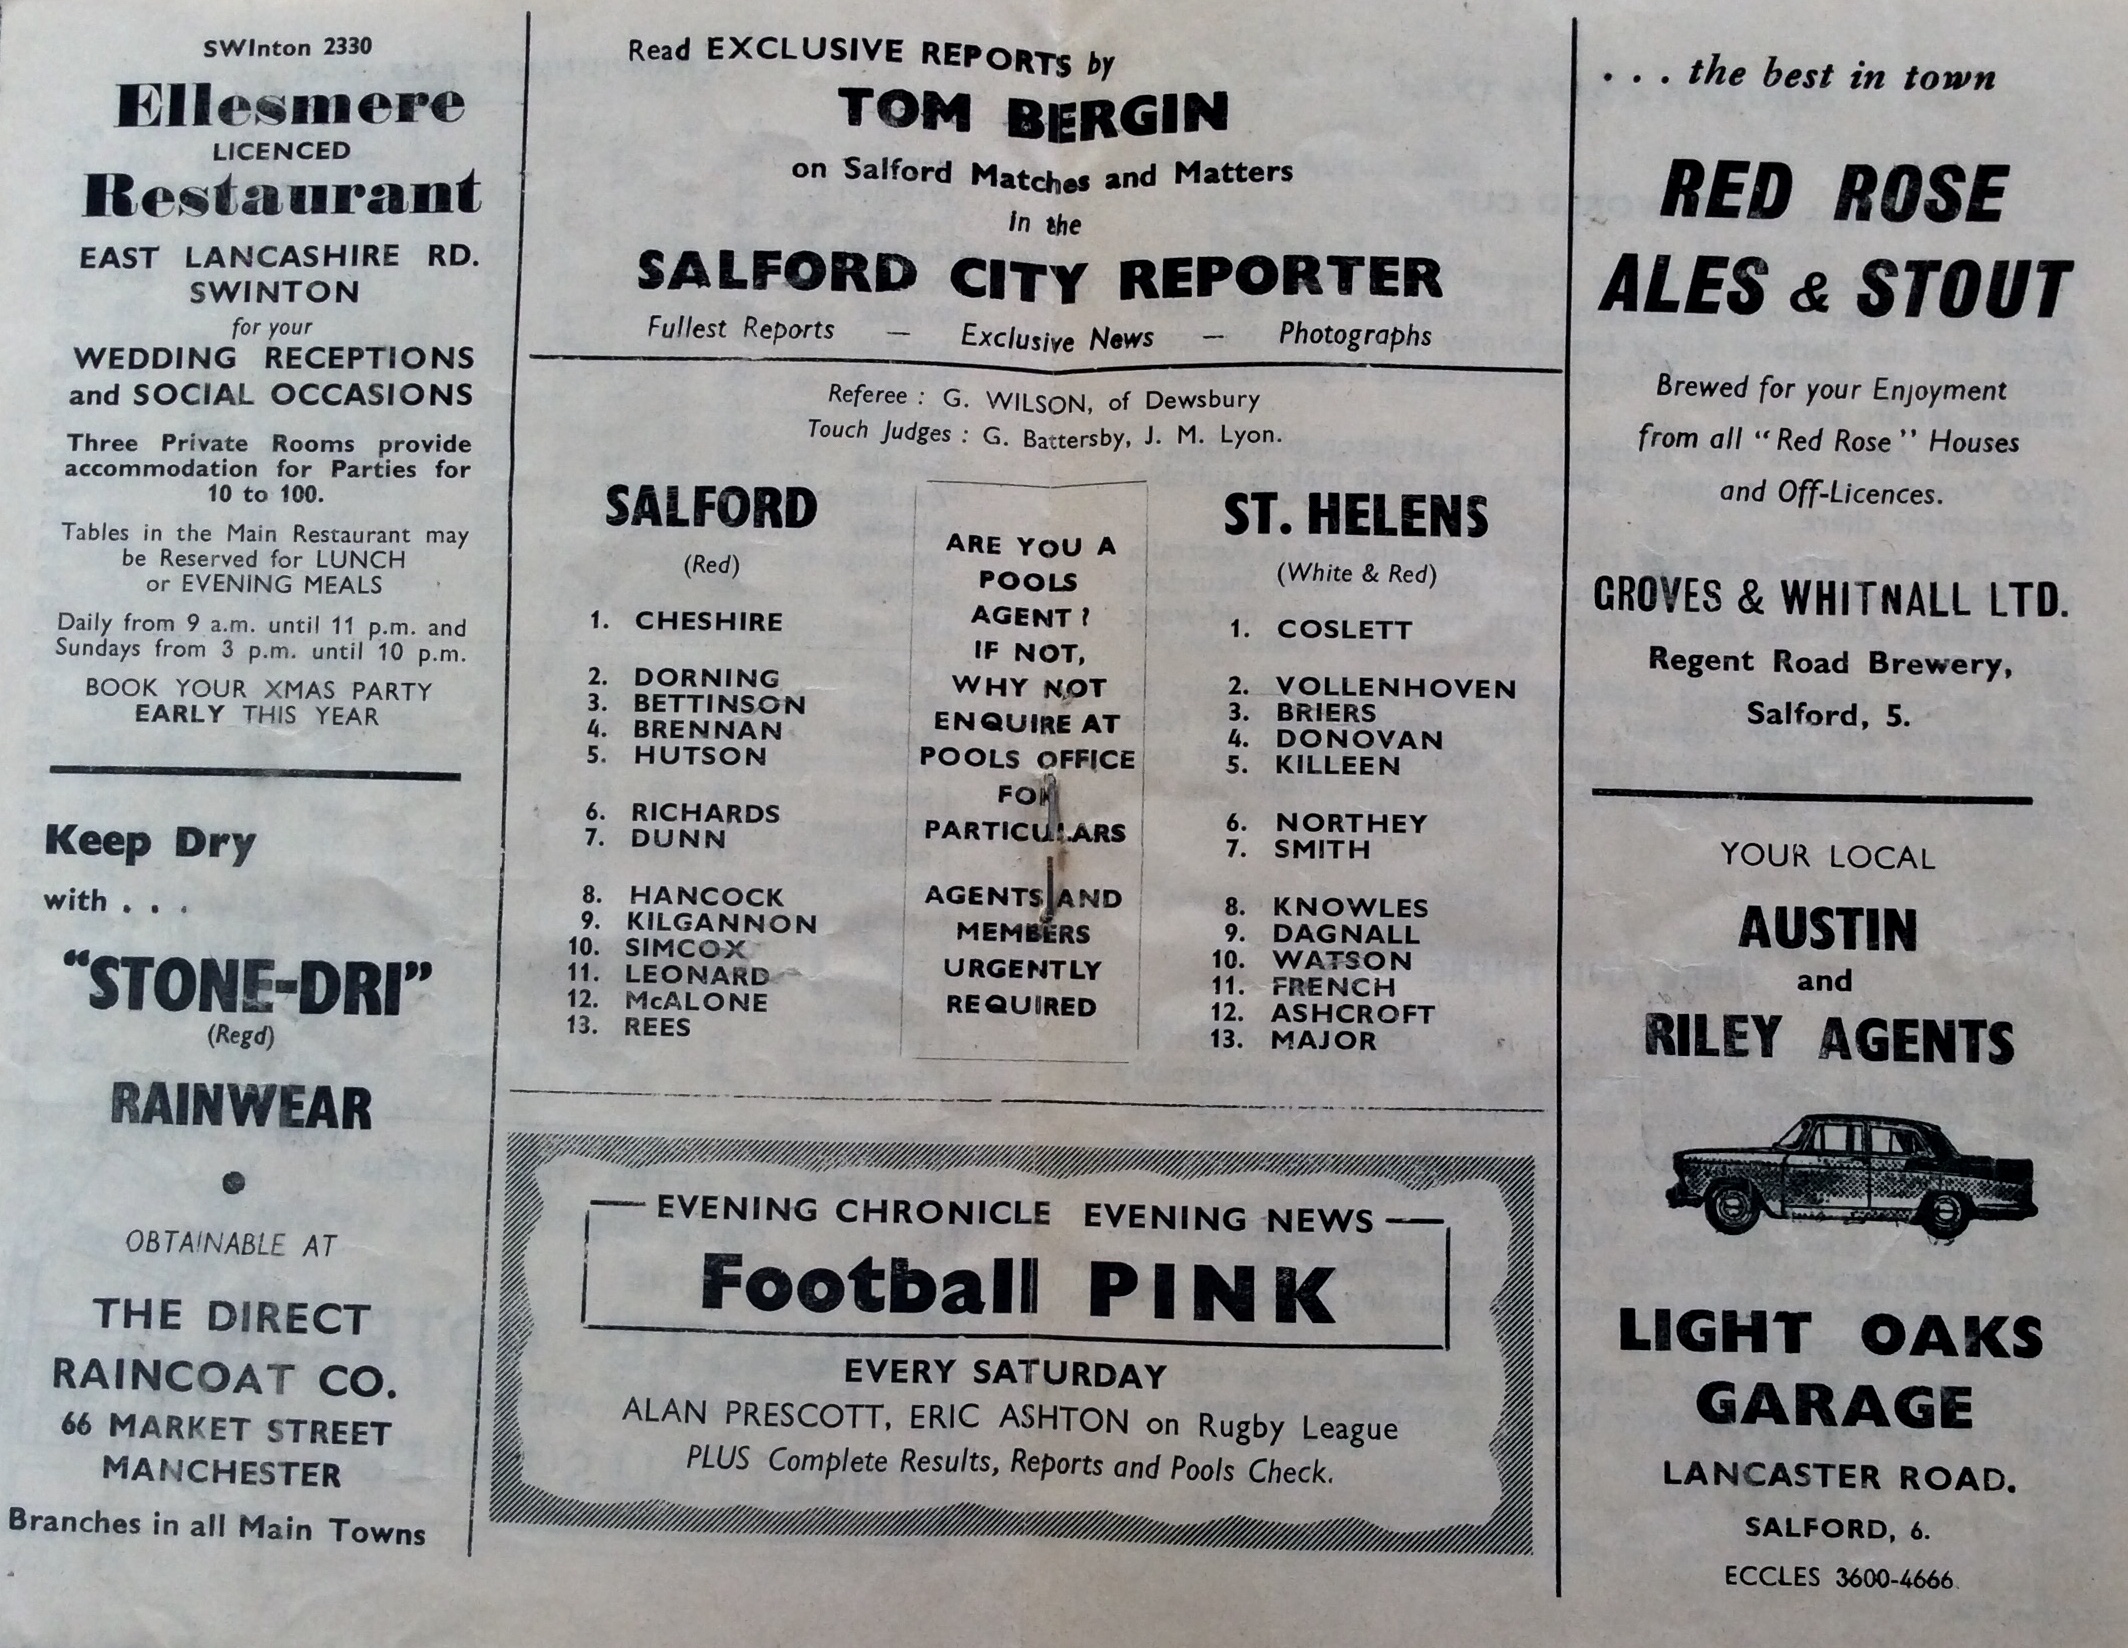 SWInton 2330
Ellesmere
LICENCED
Restaurant
EAST LANCASHIRE RD.
SWINTON
for your
WEDDING RECEPTIONS
and SOCIAL OCCASIONS
Three Private Rooms provide
accommodation for Parties for
10 to 100.
Tables in the Main Restaurant may
be Reserved for LUNCH
or EVENING MEALS
Daily from 9 a.m. until 11 p.m. and
Sundays from 3 p.m. until 10 p.m.
BOOK YOUR XMAS PARTY
EARLY THIS YEAR
Keep Dry
with . . .
"STONE-DRI"
(Regd)
RAINWEAR
OBTAINABLE AT
THE DIRECT
RAINCOAT CO.
66 MARKET STREET
MANCHESTER
Branches in all Main Towns
Read EXCLUSIVE REPORTS by
TOM BERGIN
on Salford Matches and Matters
in the
SALFORD CITY REPORTER
Fullest Reports — Exclusive News — Photographs
Referee : G. WILSON, of Dewsbury
Touch Judges : G. Battersby, J. M. Lyon.
SALFORD
(Red)
1. CHESHIRE
2. DORNING
3. BETTINSON
4. BRENNAN
5. HUTSON
6. RICHARDS
7. DUNN
8. HANCOCK
9. KILGANNON
10. SIMCOX
11. LEONARD
12. McALONE
13. REES
ARE YOU A
POOLS
AGENT ?
IF NOT,
WHY NOT
ENQUIRE AT
POOLS OFFICE
FOR
PARTICULARS
AGENTS AND
MEMBERS
URGENTLY
REQUIRED
ST. HELENS
(White & Red)
1. COSLETT
2. VOLLENHOVEN
3. BRIERS
4. DONOVAN
5. KILLEEN
6. NORTHEY
7. SMITH
8. KNOWLES
9. DAGNALL
10. WATSON
11. FRENCH
12. ASHCROFT
13. MAJOR
EVENING CHRONICLE EVENING NEWS
Football PINK
EVERY SATURDAY
ALAN PRESCOTT, ERIC ASHTON on Rugby League
PLUS Complete Results, Reports and Pools Check.
. . . the best in town
RED ROSE
ALES & STOUT
Brewed for your Enjoyment
from all "Red Rose" Houses
and Off-Licences.
GROVES & WHITNALL LTD.
Regent Road Brewery,
Salford, 5.
YOUR LOCAL
AUSTIN
and
RILEY AGENTS
LIGHT OAKS
GARAGE
LANCASTER ROAD.
SALFORD, 6.
ECCLES 3600-4666